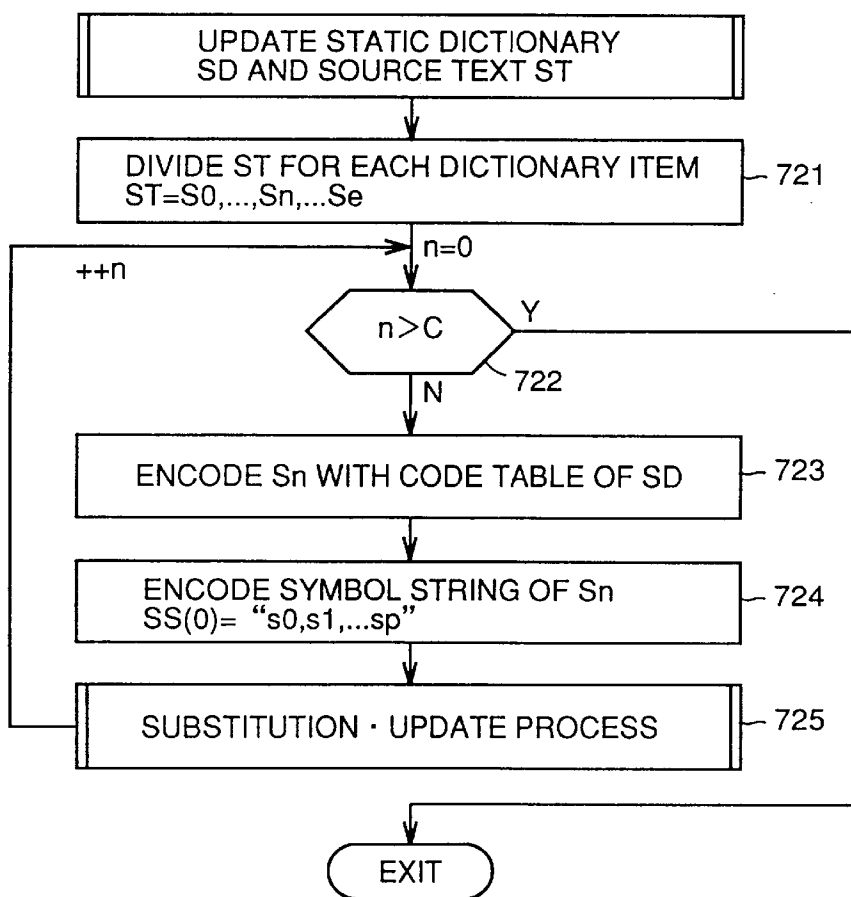 UPDATE STATIC DICTIONARY
SD AND SOURCE TEXT ST
DIVIDE ST FOR EACH DICTIONARY ITEM
ST=S0,...,Sn,...Se
721
n=0
++n
n>C
Y
722
N
ENCODE Sn WITH CODE TABLE OF SD
723
ENCODE SYMBOL STRING OF Sn
SS(0)= “s0,s1,...sp”
724
SUBSTITUTION · UPDATE PROCESS
725
EXIT